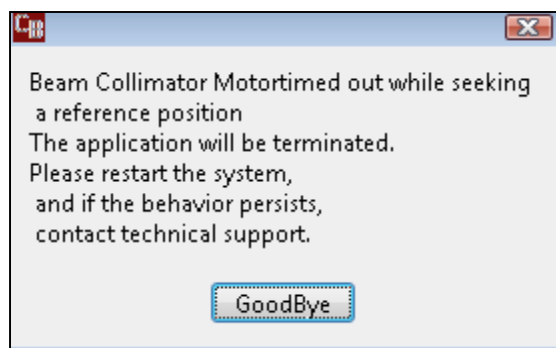 Beam Collimator Motortimed out while seeking
a reference position
The application will be terminated.
Please restart the system,
and if the behavior persists,
contact technical support.
GoodBye